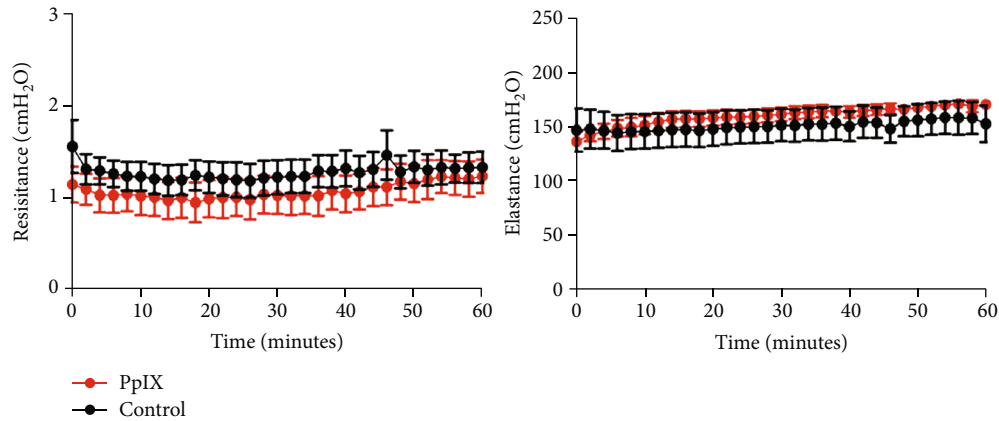 3
2
1
0
Resisitance (cmH₂O)
0 10 20 30 40 50 60
Time (minutes)
250
200
150
100
50
0
Elastance (cmH₂O)
0 10 20 30 40 50 60
Time (minutes)
PpIX
Control